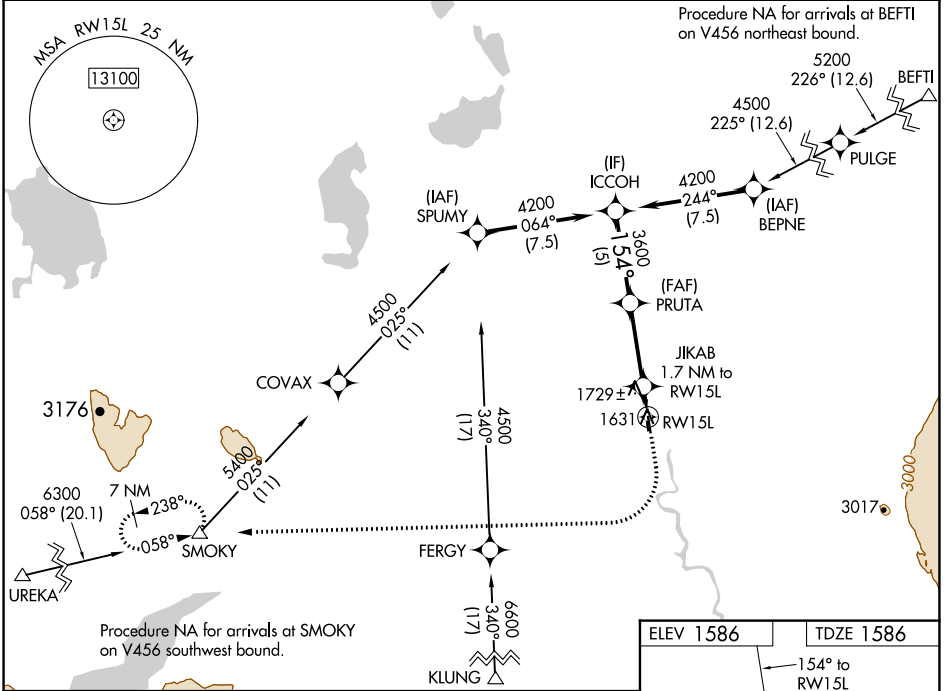 MSA RW15L 25 NM
13100
Procedure NA for arrivals at BEFTI
on V456 northeast bound.
5200
226° (12.6)
BEFTI
4500
225° (12.6)
PULGE
(IF)
ICCOH
4200
244°
(7.5)
(IAF)
BEPNE
(IAF)
SPUMY
4200
064°
(7.5)
3600
154°
(5)
(FAF)
PRUTA
4500
025°
(11)
COVAX
JIKAB
1.7 NM to
RW15L
1729±
1631
RW15L
3176
4500
340°
(17)
5400
025°
(11)
3000
3017
6300
058° (20.1)
7 NM
238°
058°
SMOKY
FERGY
UREKA
6600
340°
(17)
KLUNG
Procedure NA for arrivals at SMOKY
on V456 southwest bound.
ELEV 1586
TDZE 1586
154° to
RW15L